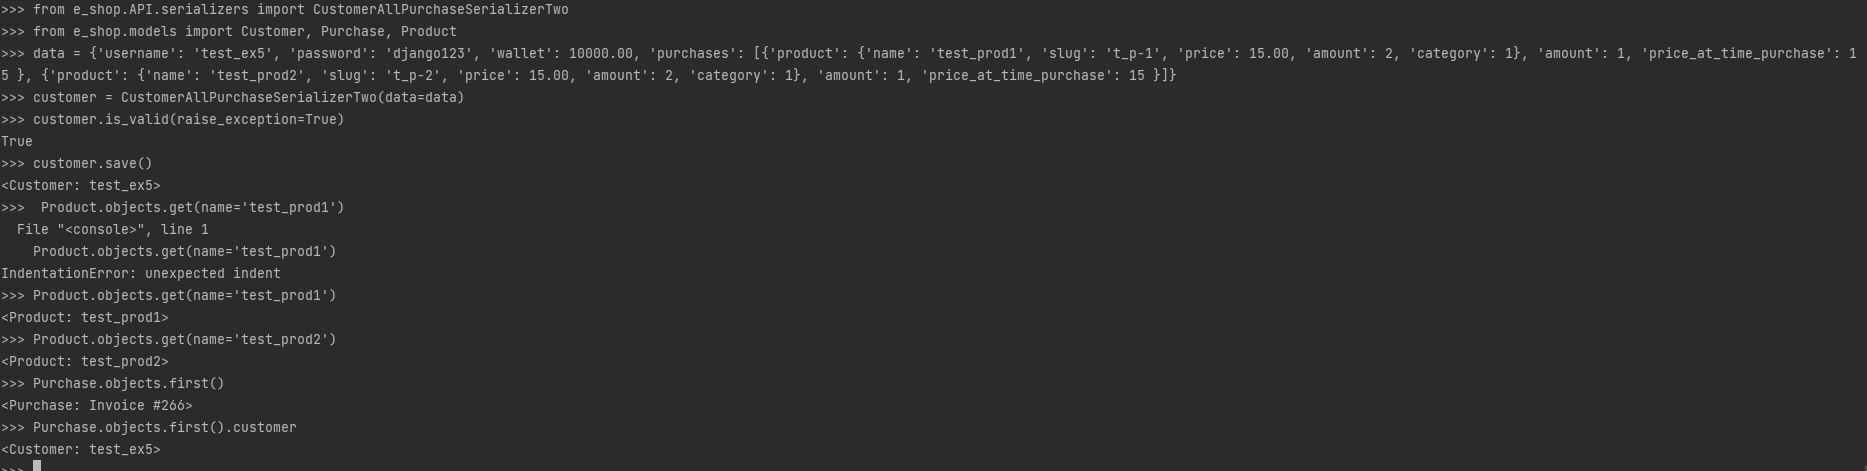 >>> from e_shop.API.serializers import CustomerAllPurchaseSerializerTwo
>>> from e_shop.models import Customer, Purchase, Product
>>> data = {'username': 'test_ex5', 'password': 'django123', 'wallet': 10000.00, 'purchases': [{'product': {'name': 'test_prod1', 'slug': 't_p-1', 'price': 15.00, 'amount': 2, 'category': 1}, 'amount': 1, 'price_at_time_purchase': 1
5 }, {'product': {'name': 'test_prod2', 'slug': 't_p-2', 'price': 15.00, 'amount': 2, 'category': 1}, 'amount': 1, 'price_at_time_purchase': 15 }]}
>>> customer = CustomerAllPurchaseSerializerTwo(data=data)
>>> customer.is_valid(raise_exception=True)
True
>>> customer.save()
<Customer: test_ex5>
>>>  Product.objects.get(name='test_prod1')
  File "<console>", line 1
    Product.objects.get(name='test_prod1')
IndentationError: unexpected indent
>>> Product.objects.get(name='test_prod1')
<Product: test_prod1>
>>> Product.objects.get(name='test_prod2')
<Product: test_prod2>
>>> Purchase.objects.first()
<Purchase: Invoice #266>
>>> Purchase.objects.first().customer
<Customer: test_ex5>
>>>